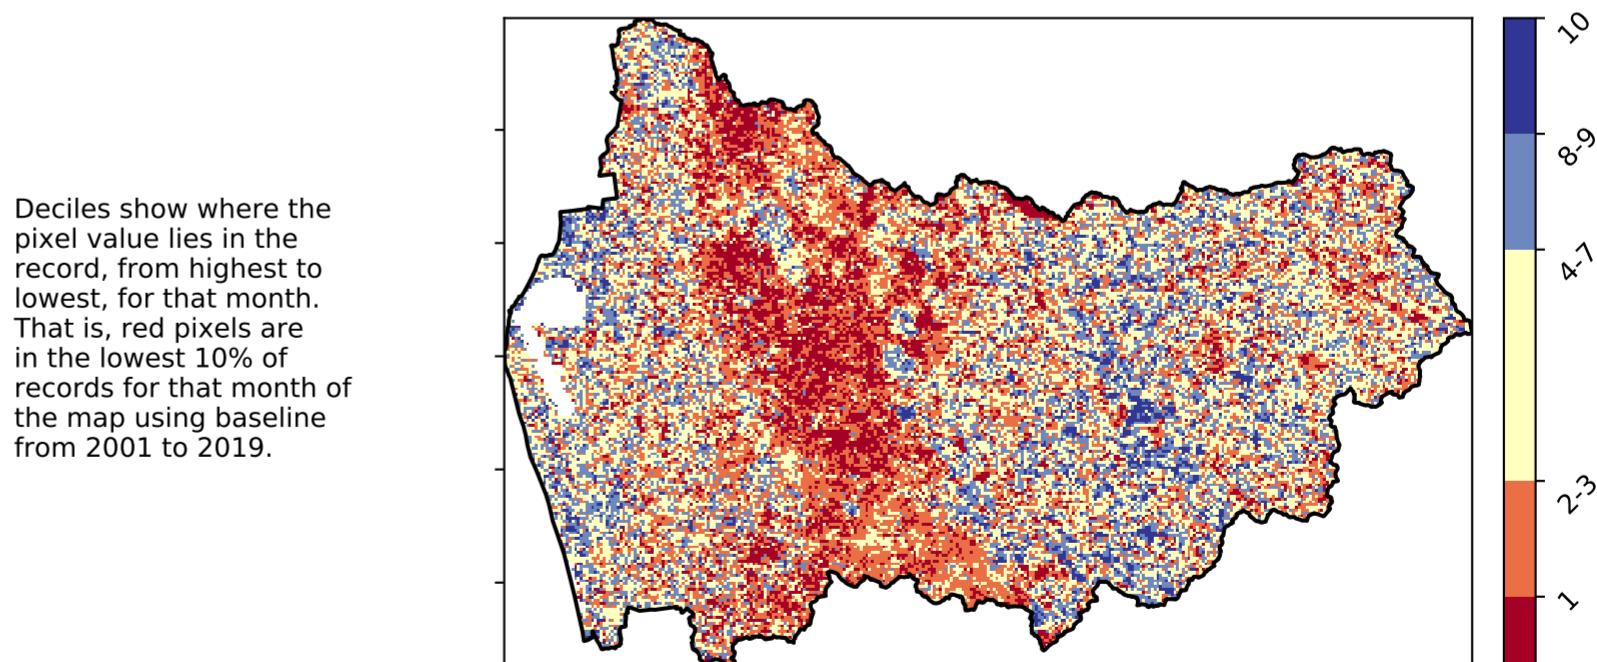 Deciles show where the
pixel value lies in the
record, from highest to
lowest, for that month.
That is, red pixels are
in the lowest 10% of
records for that month of
the map using baseline
from 2001 to 2019.
10
8-9
4-7
2-3
1